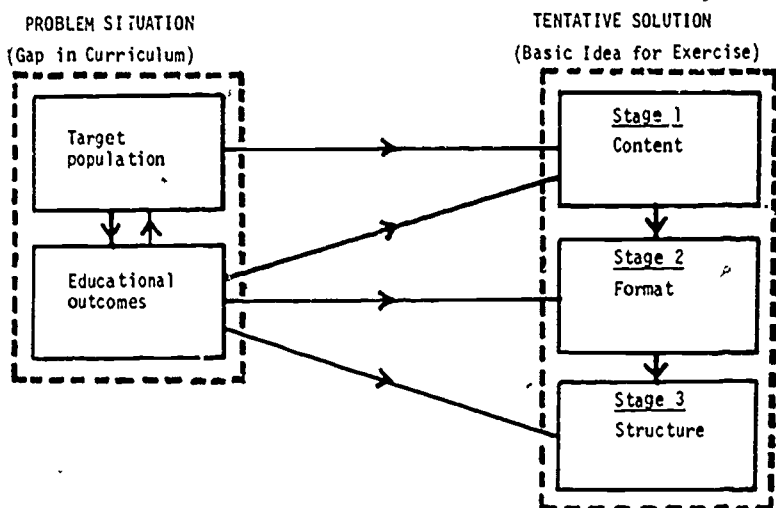 PROBLEM SITUATION
(Gap in Curriculum)
Target
population
Educational
outcomes
TENTATIVE SOLUTION
(Basic Idea for Exercise)
Stage 1
Content
Stage 2
Format
Stage 3
Structure